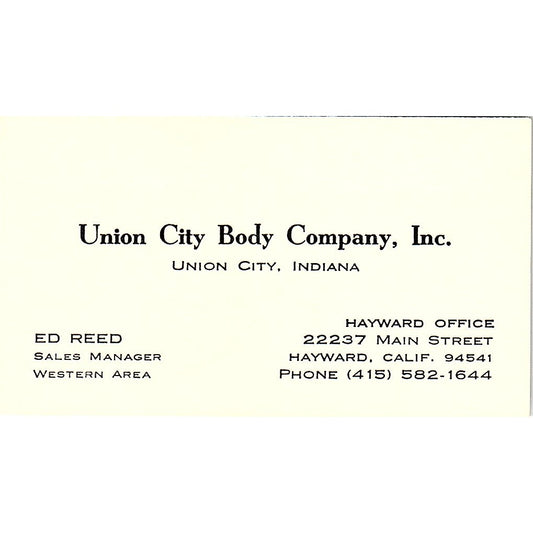 Union City Body Company, Inc.
Union City, Indiana
ED REED
Sales Manager
Western Area
HAYWARD OFFICE
22237 Main Street
HAYWARD, CALIF. 94541
Phone (415) 582-1644